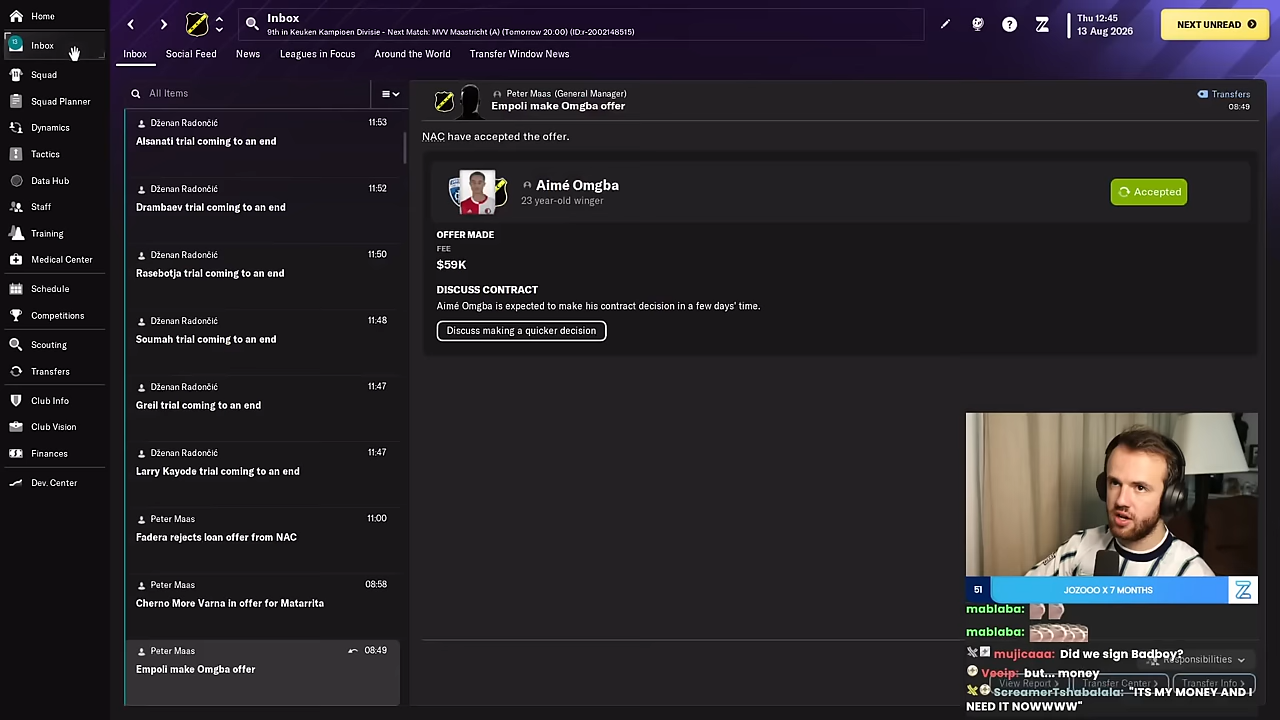 Home
Inbox
13
Squad
Squad Planner
Dynamics
Tactics
Data Hub
Staff
Training
Medical Center
Schedule
Competitions
Scouting
Transfers
Club Info
Club Vision
Finances
Dev. Center
Inbox
9th in Keuken Kampioen Divisie - Next Match: MVV Maastricht (A) (Tomorrow 20:00) (ID:r-2002148515)
Thu 12:45
13 Aug 2026
NEXT UNREAD
Inbox Social Feed News Leagues in Focus Around the World Transfer Window News
All Items
Dženan Radončić 11:53
Alsanati trial coming to an end
Dženan Radončić 11:52
Drambaev trial coming to an end
Dženan Radončić 11:50
Rasebotja trial coming to an end
Dženan Radončić 11:48
Soumah trial coming to an end
Dženan Radončić 11:47
Greil trial coming to an end
Dženan Radončić 11:47
Larry Kayode trial coming to an end
Peter Maas 11:00
Fadera rejects loan offer from NAC
Peter Maas 08:58
Cherno More Varna in offer for Matarrita
Peter Maas 08:49
Empoli make Omgba offer
Peter Maas (General Manager)
Empoli make Omgba offer
Transfers
08:49
NAC have accepted the offer.
Aimé Omgba
23 year-old winger
Accepted
OFFER MADE
FEE
$59K
DISCUSS CONTRACT
Aimé Omgba is expected to make his contract decision in a few days' time.
Discuss making a quicker decision
51 JOZOOO X 7 MONTHS
mablaba:
mablaba:
mujicaaa: Did we sign Badboy?
Responsibilities
Veeip: but... money
View Report Transfer Center Transfer Info
ScreamerTshabalala: "ITS MY MONEY AND I
NEED IT NOWWWW"